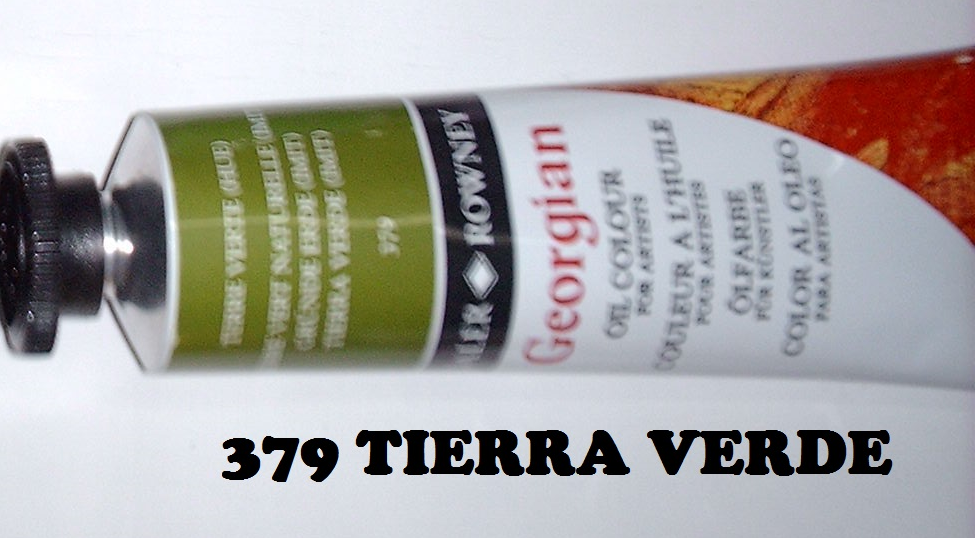 TERRE VERTE (HUE)
VERT NATURELLE (IMIT)
GRÜNE ERDE (IMIT)
TIERRA VERDE (IMIT)
379
ROWNEY
Georgian
OIL COLOUR
FOR ARTISTS
COULEUR A L'HUILE
POUR ARTISTES
ÖLFARBE
FÜR KÜNSTLER
COLOR AL OLEO
PARA ARTISTAS
379 TIERRA VERDE